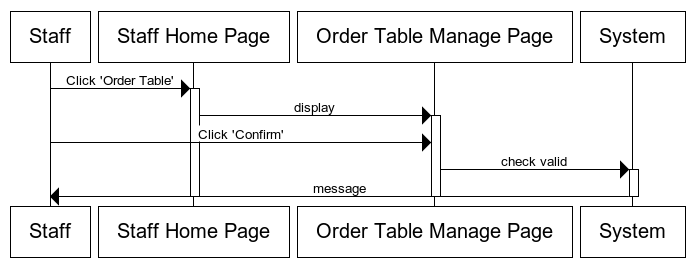 Staff
Staff Home Page
Order Table Manage Page
System
Click 'Order Table'
display
Click 'Confirm'
check valid
message
Staff
Staff Home Page
Order Table Manage Page
System